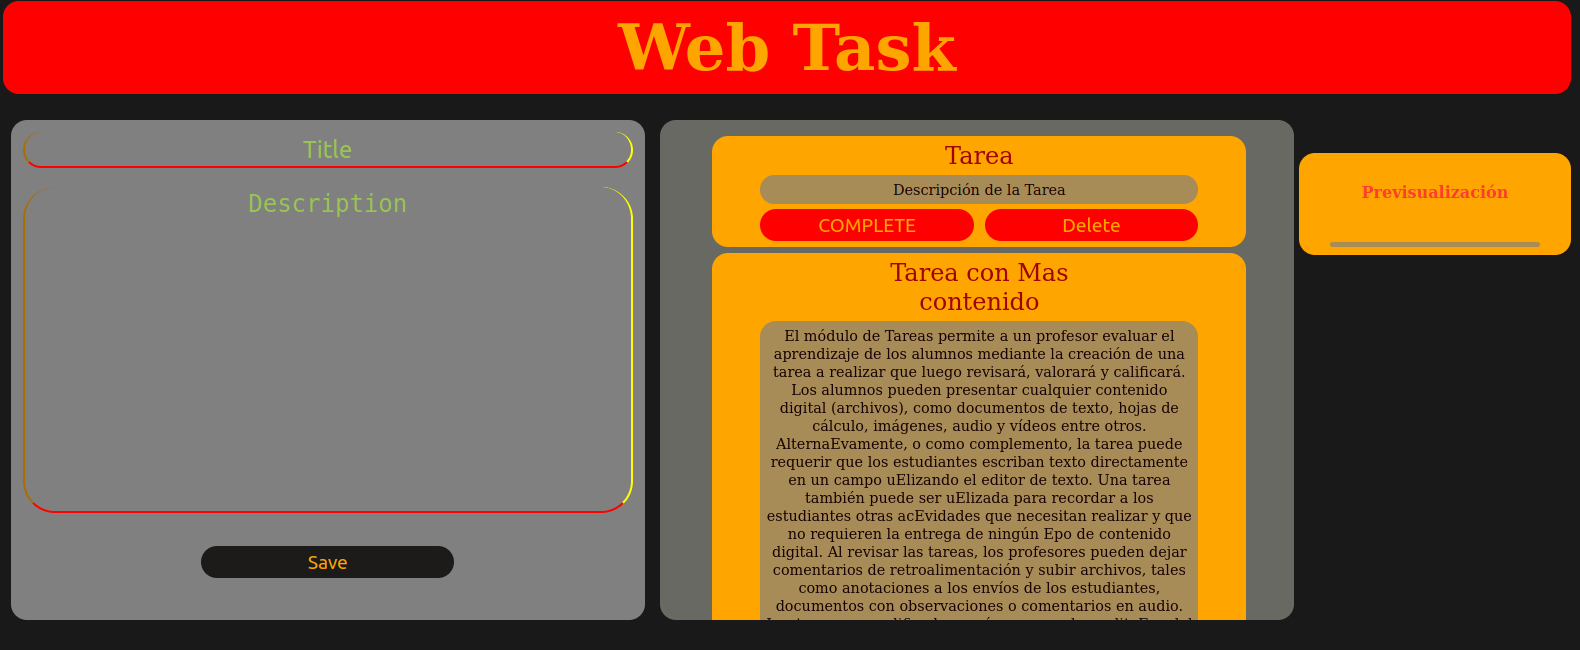 Web Task
Title
Description
Save
Tarea
Descripción de la Tarea
COMPLETE
Delete
Tarea con Mas
contenido
El módulo de Tareas permite a un profesor evaluar el
aprendizaje de los alumnos mediante la creación de una
tarea a realizar que luego revisará, valorará y calificará.
Los alumnos pueden presentar cualquier contenido
digital (archivos), como documentos de texto, hojas de
cálculo, imágenes, audio y vídeos entre otros.
AlternaEvamente, o como complemento, la tarea puede
requerir que los estudiantes escriban texto directamente
en un campo uElizando el editor de texto. Una tarea
también puede ser uElizada para recordar a los
estudiantes otras acEvidades que necesitan realizar y que
no requieren la entrega de ningún Epo de contenido
digital. Al revisar las tareas, los profesores pueden dejar
comentarios de retroalimentación y subir archivos, tales
como anotaciones a los envíos de los estudiantes,
documentos con observaciones o comentarios en audio.
Previsualización